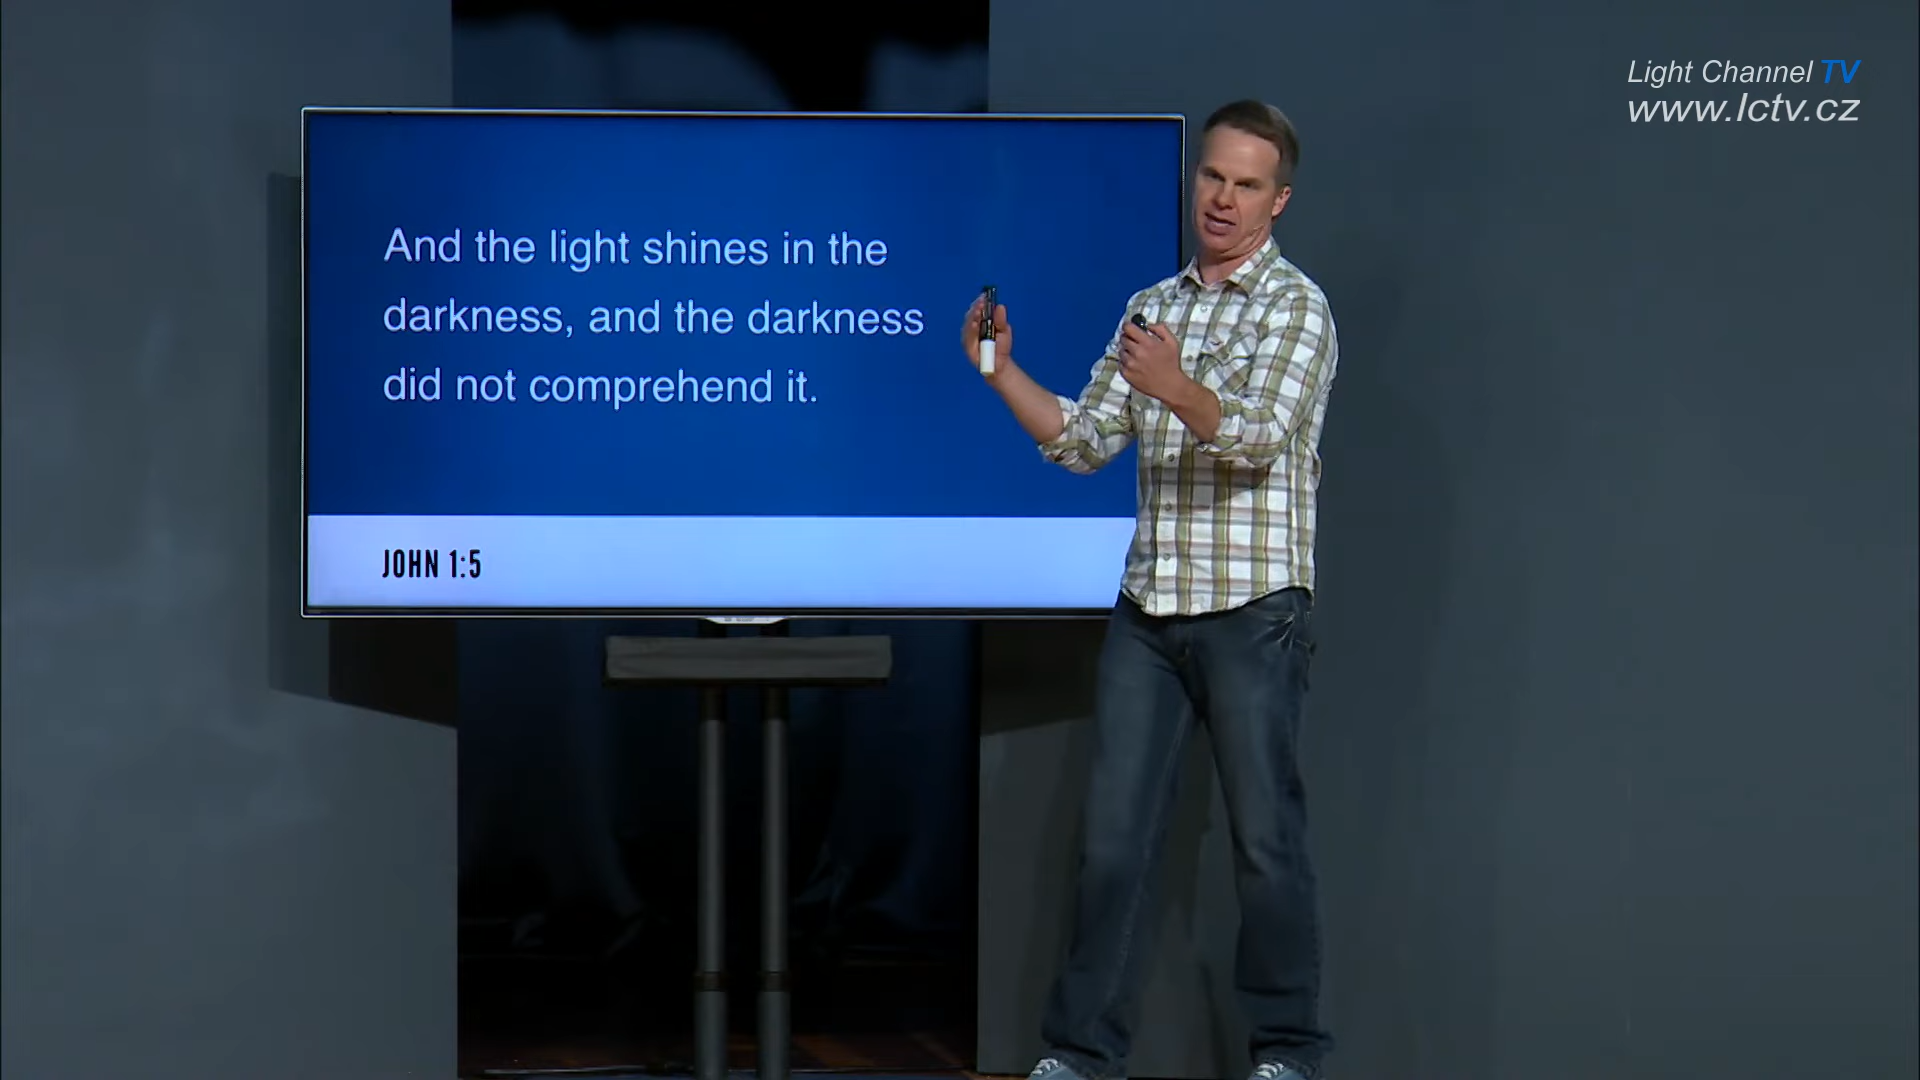 Light Channel TV
www.lctv.cz
And the light shines in the
darkness, and the darkness
did not comprehend it.
JOHN 1:5